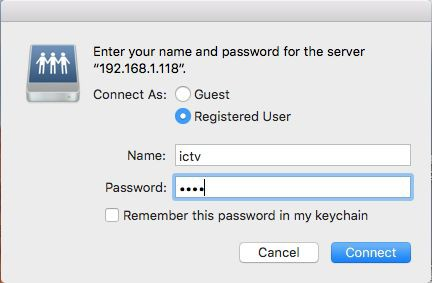 Enter your name and password for the server
“192.168.1.118”.
Connect As: Guest
Registered User
Name: ictv
Password: ••••
Remember this password in my keychain
Cancel Connect